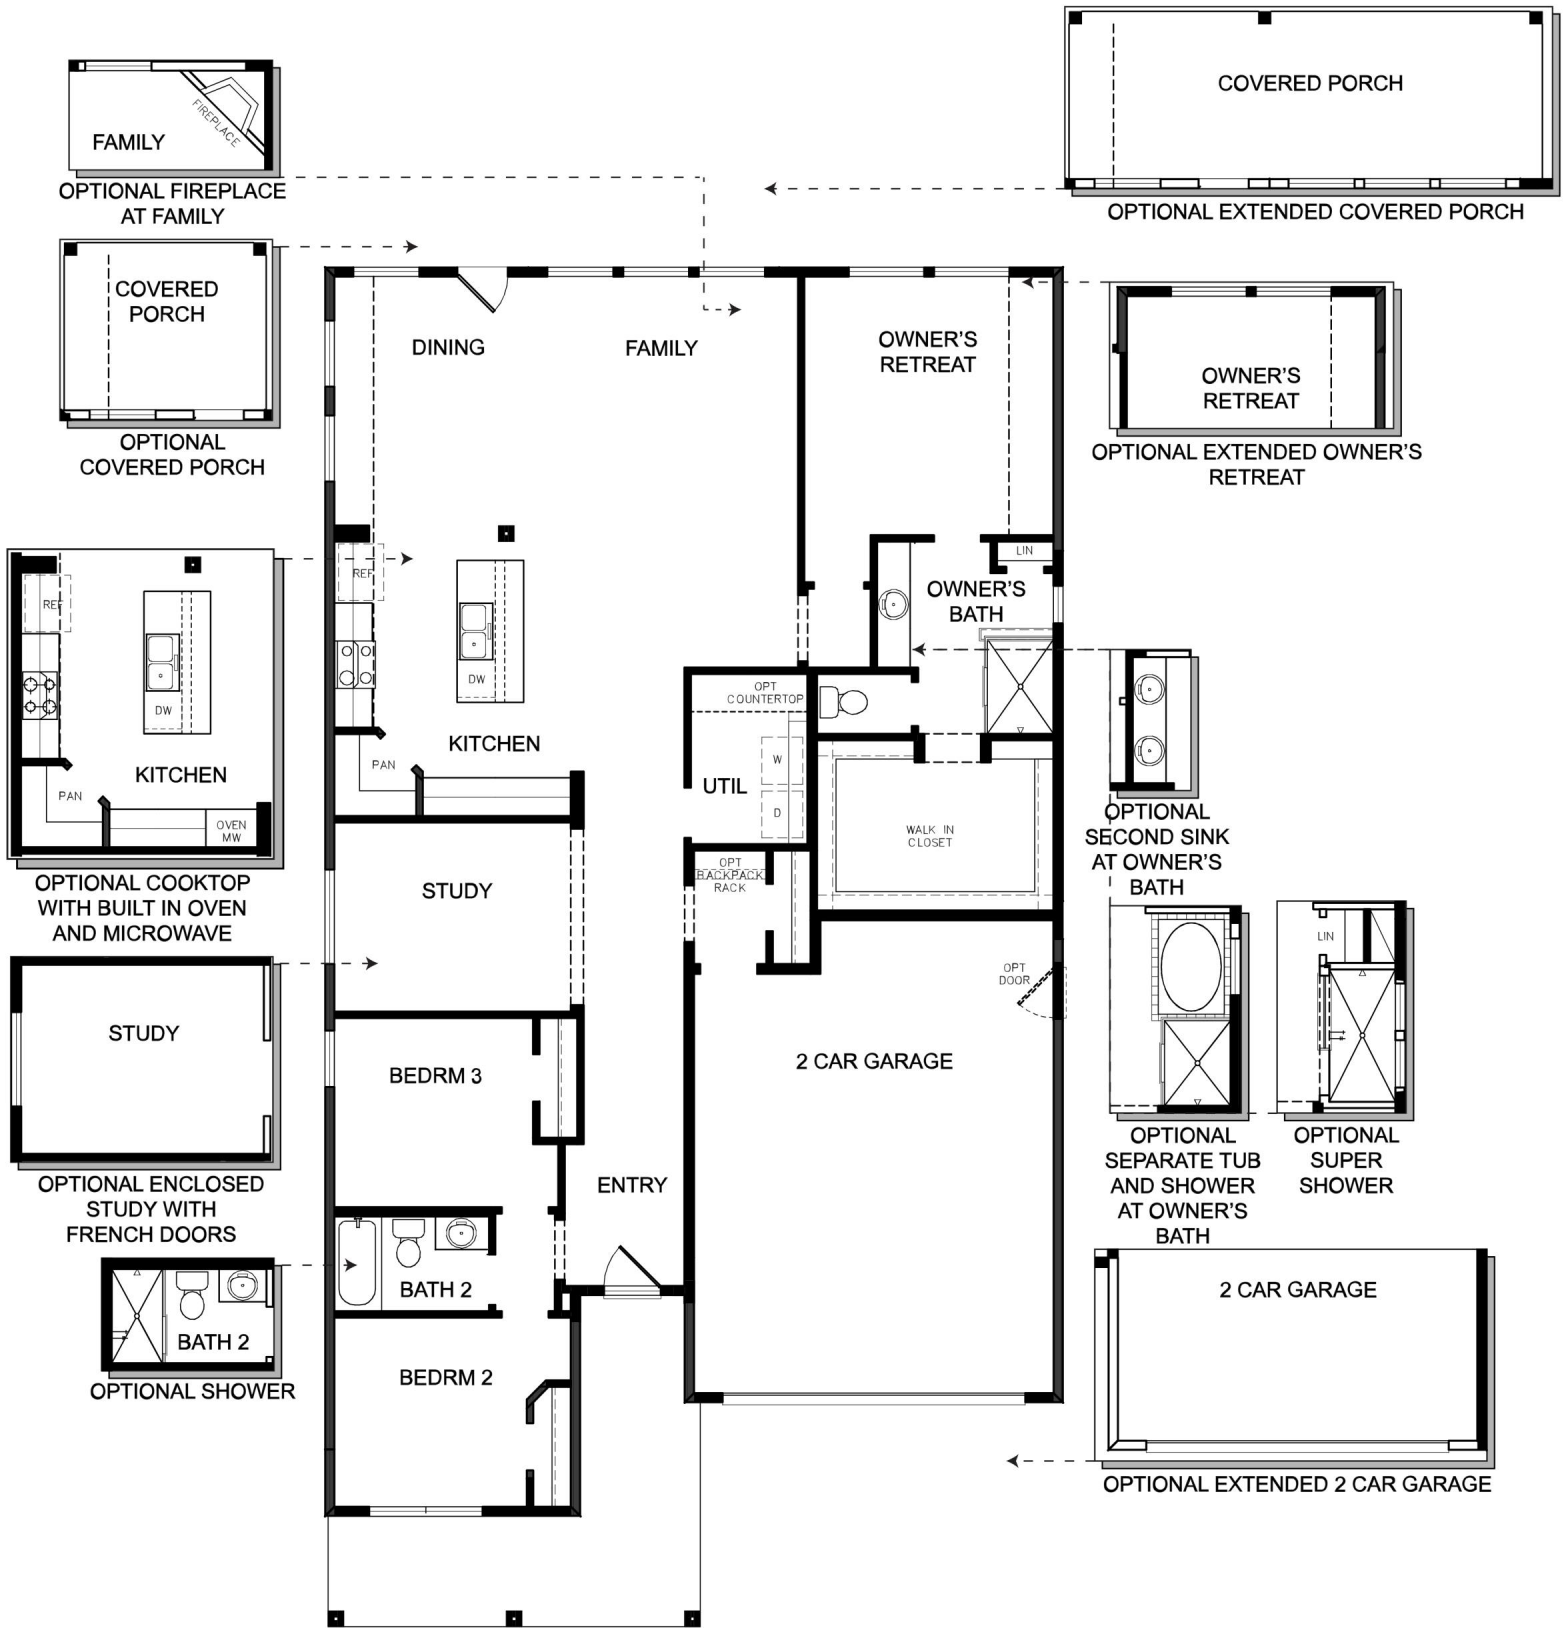 COVERED PORCH
OPTIONAL EXTENDED COVERED PORCH
FAMILY
FIREPLACE
OPTIONAL FIREPLACE
AT FAMILY
COVERED
PORCH
OPTIONAL
COVERED PORCH
DINING
FAMILY
OWNER'S
RETREAT
OWNER'S
RETREAT
OPTIONAL EXTENDED OWNER'S
RETREAT
REF
DW
KITCHEN
PAN
OVEN
MW
OPTIONAL COOKTOP
WITH BUILT IN OVEN
AND MICROWAVE
REF
DW
KITCHEN
PAN
LIN
OWNER'S
BATH
OPT
COUNTERTOP
W
D
UTIL
WALK IN
CLOSET
OPT
BACKPACK
RACK
OPTIONAL
SECOND SINK
AT OWNER'S
BATH
STUDY
STUDY
OPTIONAL ENCLOSED
STUDY WITH
FRENCH DOORS
OPT
DOOR
2 CAR GARAGE
LIN
OPTIONAL
SEPARATE TUB
AND SHOWER
AT OWNER'S
BATH
OPTIONAL
SUPER
SHOWER
BEDRM 3
ENTRY
BATH 2
BATH 2
OPTIONAL SHOWER
BEDRM 2
2 CAR GARAGE
OPTIONAL EXTENDED 2 CAR GARAGE